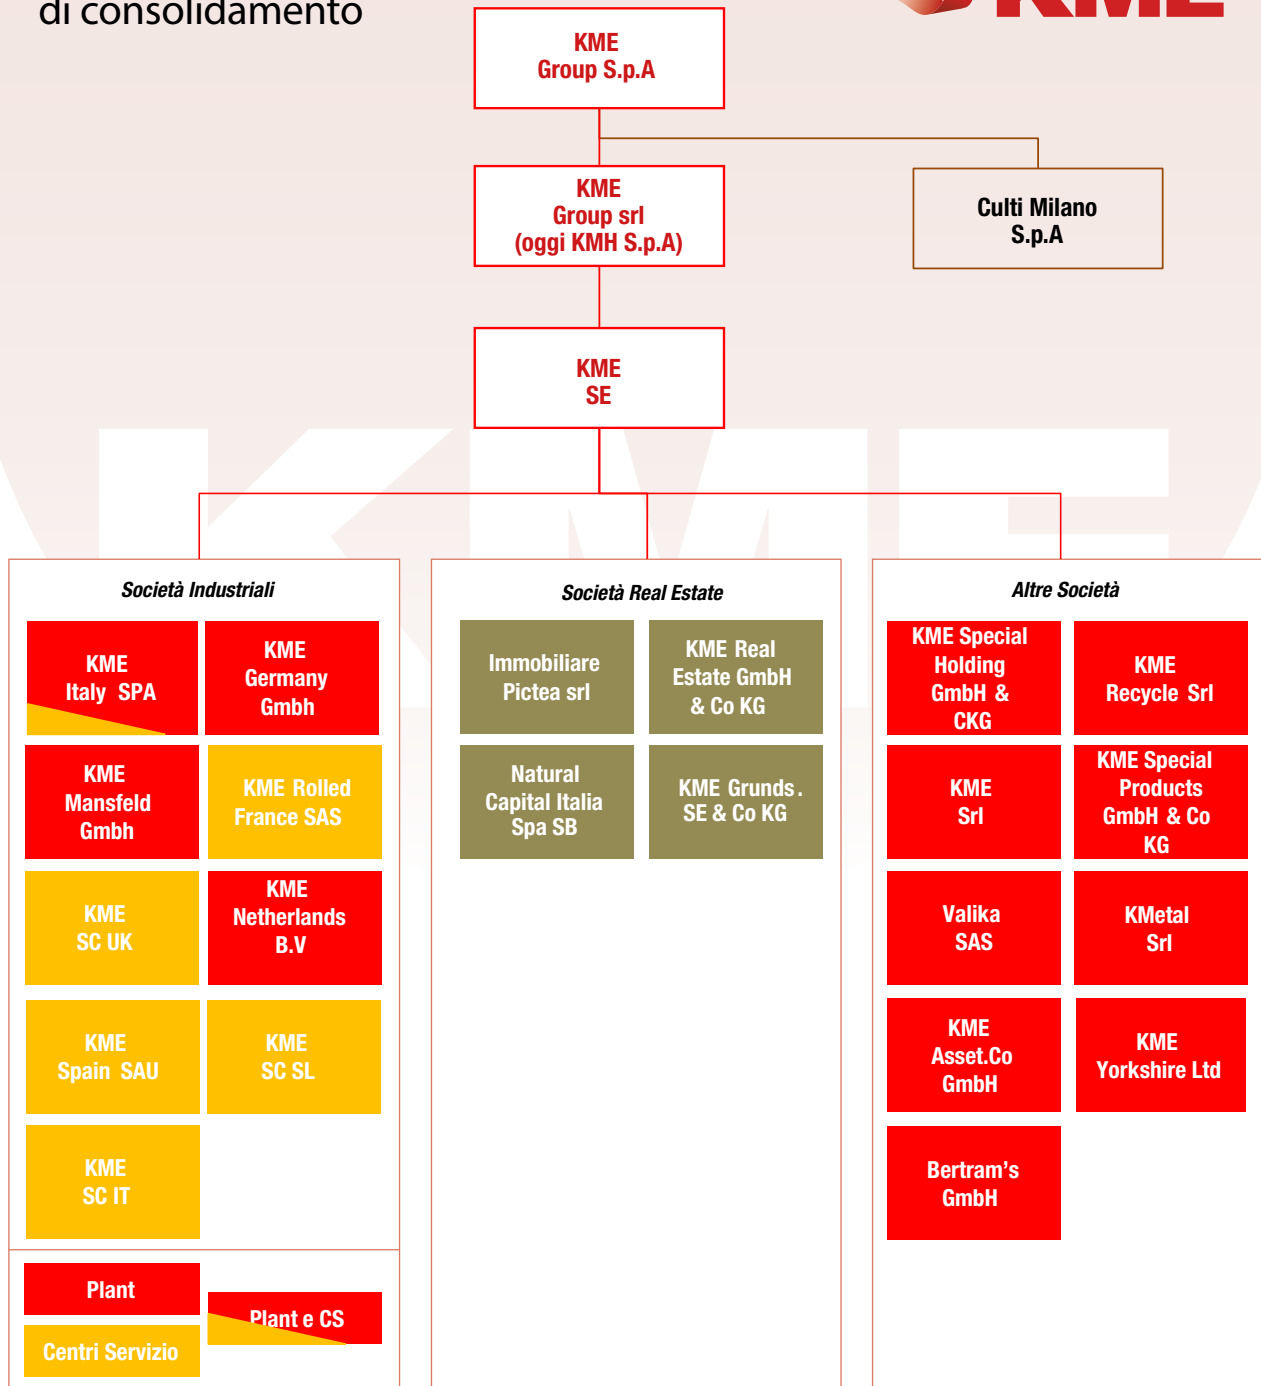 di consolidamento
KME
KME
Group S.p.A
KME
Group srl
(oggi KMH S.p.A)
Culti Milano
S.p.A
KME
SE
Società Industriali
KME
Italy SPA
KME
Germany
Gmbh
KME
Mansfeld
Gmbh
KME Rolled
France SAS
KME
SC UK
KME
Netherlands
B.V
KME
Spain SAU
KME
SC SL
KME
SC IT
Plant
Centri Servizio
Plant e CS
Società Real Estate
Immobiliare
Pictea srl
KME Real
Estate GmbH
& Co KG
Natural
Capital Italia
Spa SB
KME Grunds.
SE & Co KG
Altre Società
KME Special
Holding
GmbH &
CKG
KME
Recycle Srl
KME
Srl
KME Special
Products
GmbH & Co
KG
Valika
SAS
KMetal
Srl
KME
Asset.Co
GmbH
KME
Yorkshire Ltd
Bertram's
GmbH